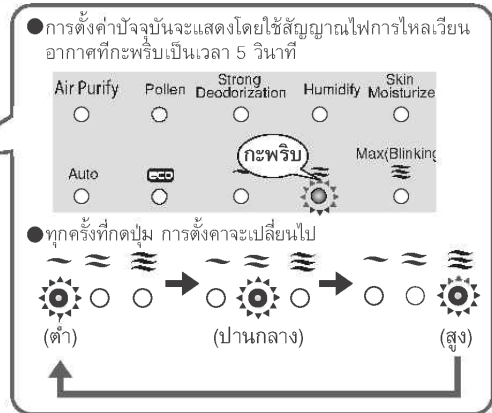 ●การตั้งค่าปัจจุบันจะแสดงโดยใช้สัญญาณไฟการไหลเวียน
อากาศที่กะพริบเป็นเวลา 5 วินาที
Air Purify Pollen Strong Deodorization Humidify Skin Moisturize
กะพริบ
Auto eco Max(Blinking
●ทุกครั้งที่กดปุ่ม การตั้งคาจะเปลี่ยนไป
(ต่ำ) (ปานกลาง) (สูง)